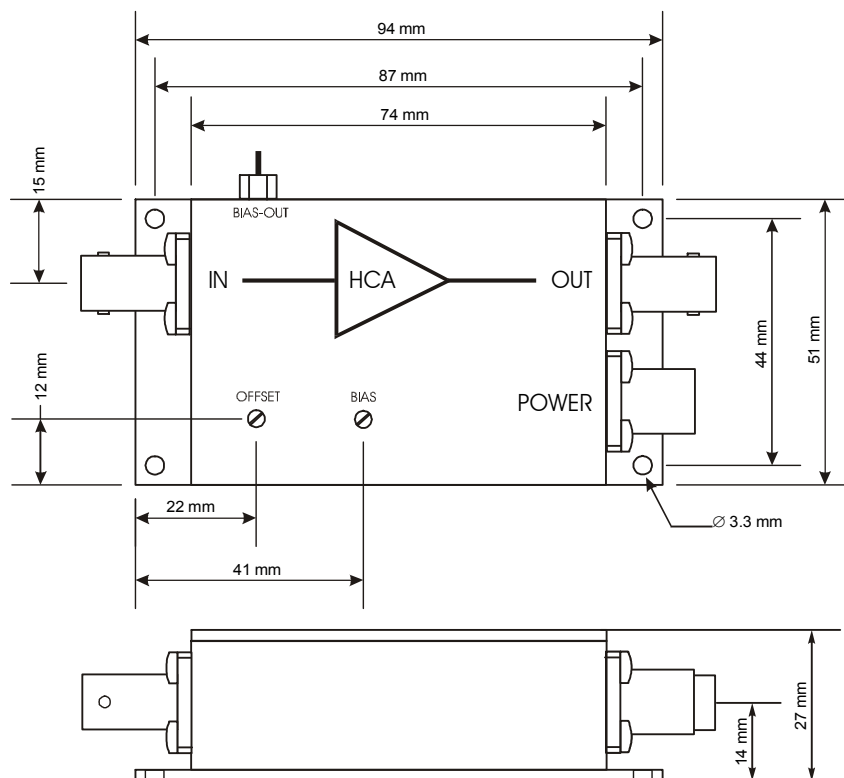 94 mm
87 mm
74 mm
15 mm
BIAS-OUT
IN
HCA
OUT
12 mm
OFFSET
BIAS
POWER
44 mm
51 mm
22 mm
∅ 3.3 mm
41 mm
14 mm
27 mm